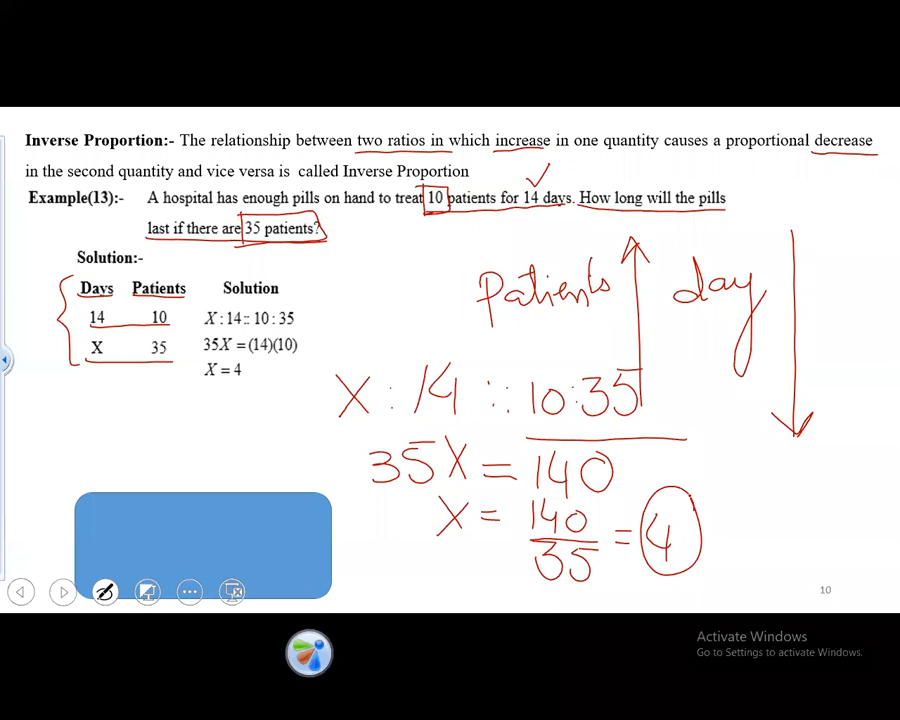 Inverse Proportion:- The relationship between two ratios in which increase in one quantity causes a proportional decrease
in the second quantity and vice versa is called Inverse Proportion
Example(13):- A hospital has enough pills on hand to treat 10 patients for 14 days. How long will the pills
last if there are 35 patients?
Solution:-
Days Patients Solution
14 10 X : 14 :: 10 : 35
X 35 35X = (14)(10)
X = 4
Patients day
X : 14 :: 10:35
35X = 140
X = 140/35 = 4
10
Activate Windows
Go to Settings to activate Windows.